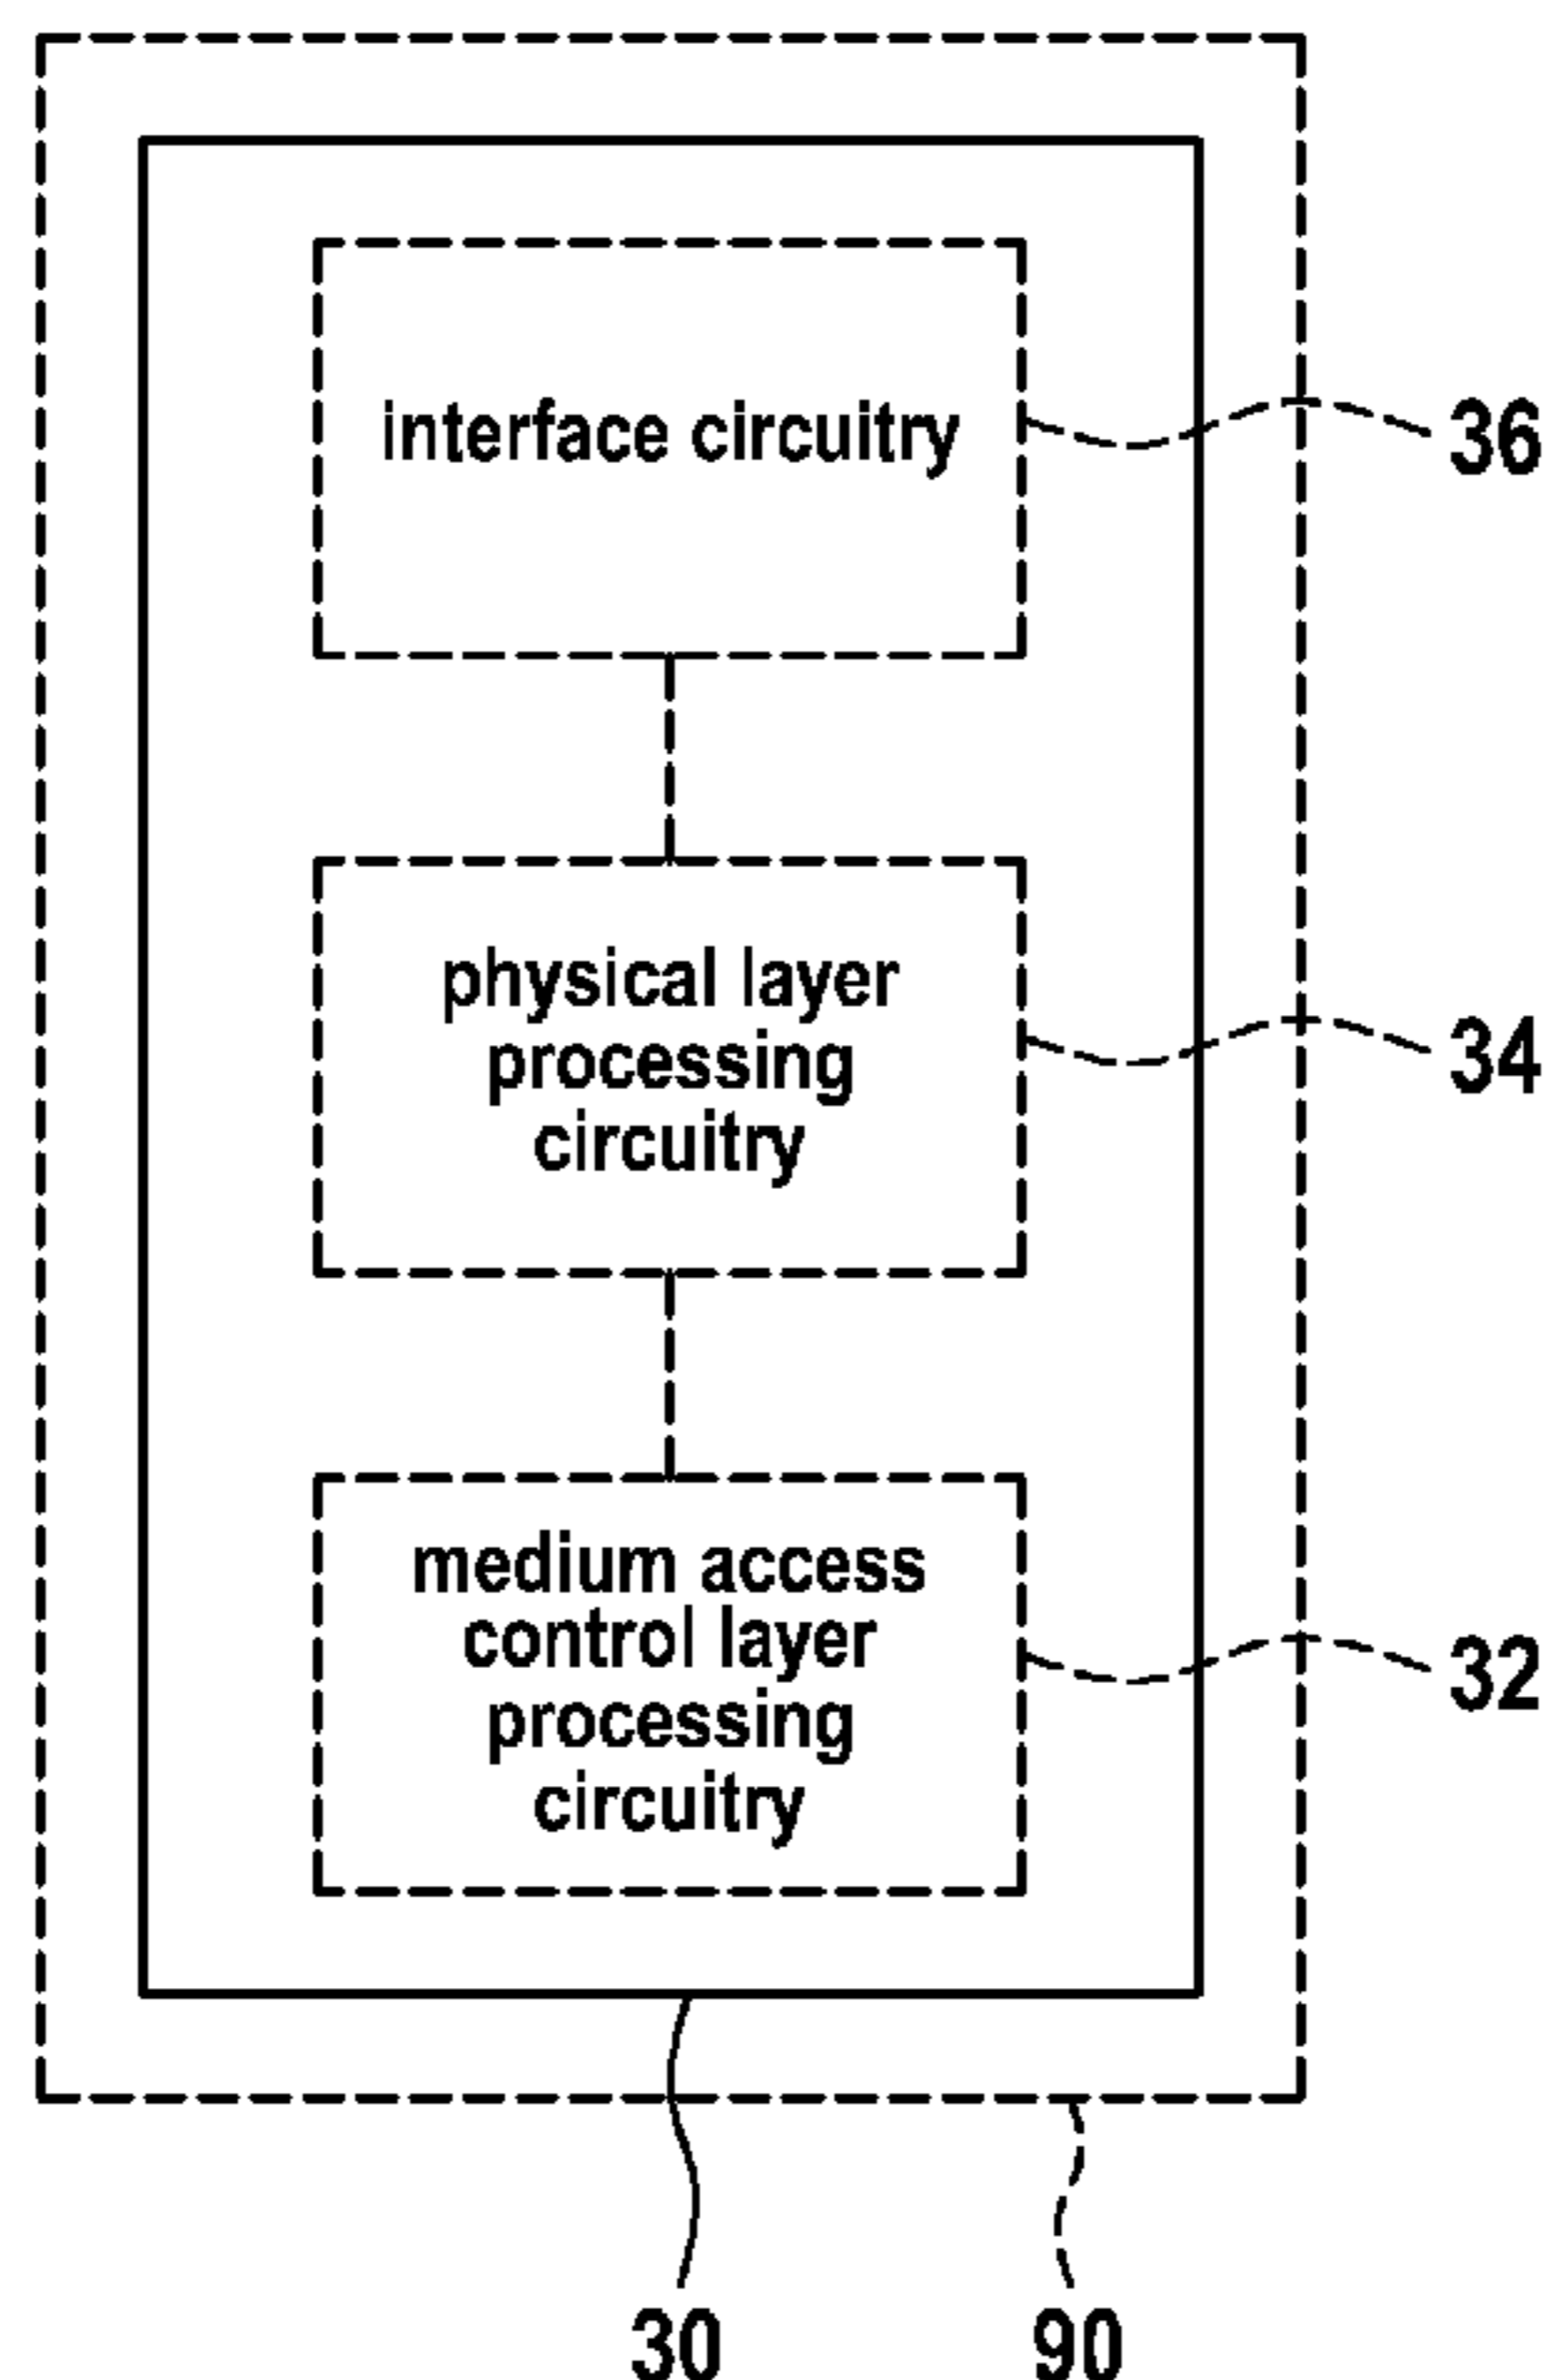 interface circuitry
36
physical layer
processing
circuitry
34
medium access
control layer
processing
circuitry
32
30
90